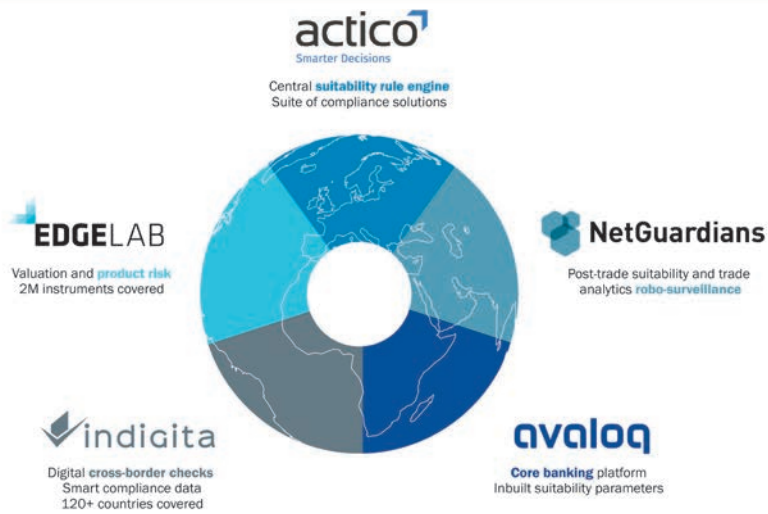 actico
Smarter Decisions
Central suitability rule engine
Suite of compliance solutions
EDGELAB
Valuation and product risk
2M instruments covered
NetGuardians
Post-trade suitability and trade
analytics robo-surveillance
indigita
Digital cross-border checks
Smart compliance data
120+ countries covered
avaloq
Core banking platform
Inbuilt suitability parameters